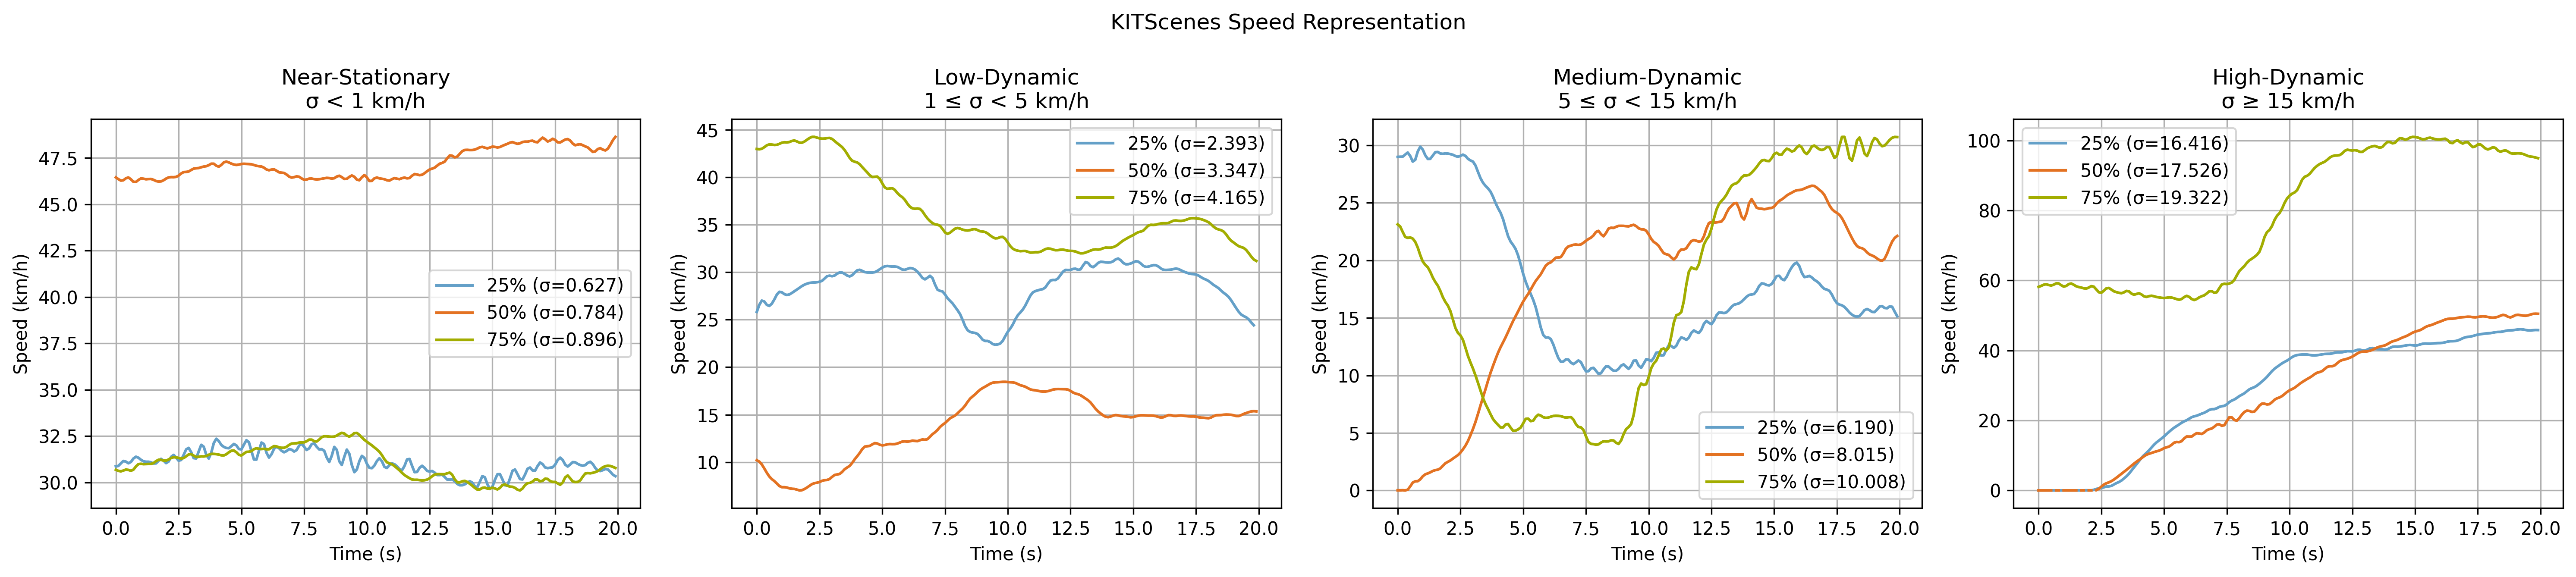 KITScenes Speed Representation
Near-Stationary
σ < 1 km/h
Speed (km/h)
47.5
45.0
42.5
40.0
37.5
35.0
32.5
30.0
25% (σ=0.627)
50% (σ=0.784)
75% (σ=0.896)
0.0 2.5 5.0 7.5 10.0 12.5 15.0 17.5 20.0
Time (s)
Low-Dynamic
1 ≤ σ < 5 km/h
Speed (km/h)
45
40
35
30
25
20
15
10
25% (σ=2.393)
50% (σ=3.347)
75% (σ=4.165)
0.0 2.5 5.0 7.5 10.0 12.5 15.0 17.5 20.0
Time (s)
Medium-Dynamic
5 ≤ σ < 15 km/h
Speed (km/h)
30
25
20
15
10
5
0
25% (σ=6.190)
50% (σ=8.015)
75% (σ=10.008)
0.0 2.5 5.0 7.5 10.0 12.5 15.0 17.5 20.0
Time (s)
High-Dynamic
σ ≥ 15 km/h
Speed (km/h)
100
80
60
40
20
0
25% (σ=16.416)
50% (σ=17.526)
75% (σ=19.322)
0.0 2.5 5.0 7.5 10.0 12.5 15.0 17.5 20.0
Time (s)